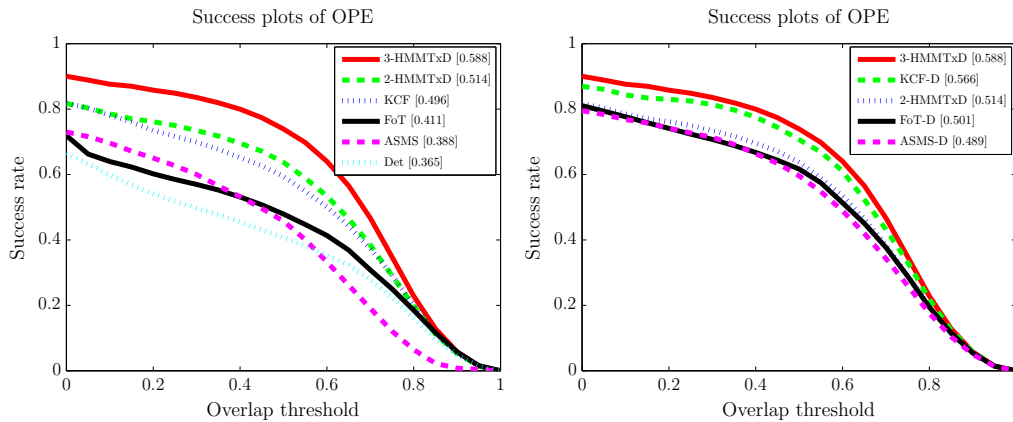 Success plots of OPE
1
0.8
0.6
0.4
0.2
0
0
0.2
0.4
0.6
0.8
1
Success rate
Overlap threshold
3-HMMTxD [0.588]
2-HMMTxD [0.514]
KCF [0.496]
FoT [0.411]
ASMS [0.388]
Det [0.365]
Success plots of OPE
1
0.8
0.6
0.4
0.2
0
0
0.2
0.4
0.6
0.8
Success rate
Overlap threshold
3-HMMTxD [0.588]
KCF-D [0.566]
2-HMMTxD [0.514]
FoT-D [0.501]
ASMS-D [0.489]